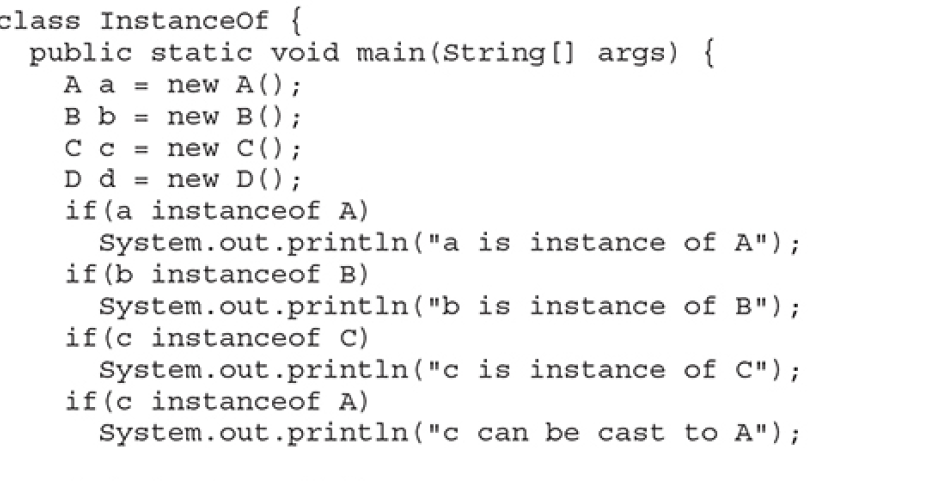 class InstanceOf {
public static void main(String[] args) {
A a = new A();
B b = new B();
C c = new C();
D d = new D();
if(a instanceof A)
System.out.println("a is instance of A");
if(b instanceof B)
System.out.println("b is instance of B");
if(c instanceof C)
System.out.println("c is instance of C");
if(c instanceof A)
System.out.println("c can be cast to A");